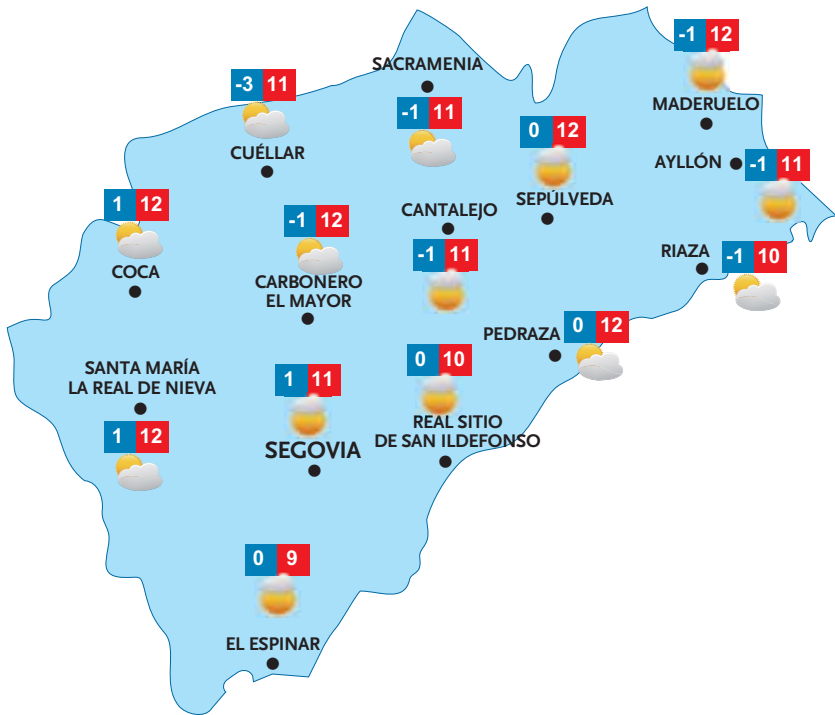 -1 12
MADERUELO
SACRAMENIA
-1 11
-3 11
CUÉLLAR
0 12
SEPÚLVEDA
AYLLÓN
-1 11
1 12
COCA
-1 12
CARBONERO
EL MAYOR
CANTALEJO
-1 11
RIAZA
-1 10
PEDRAZA
0 12
SANTA MARÍA
LA REAL DE NIEVA
1 12
1 11
SEGOVIA
0 10
REAL SITIO
DE SAN ILDEFONSO
0 9
EL ESPINAR